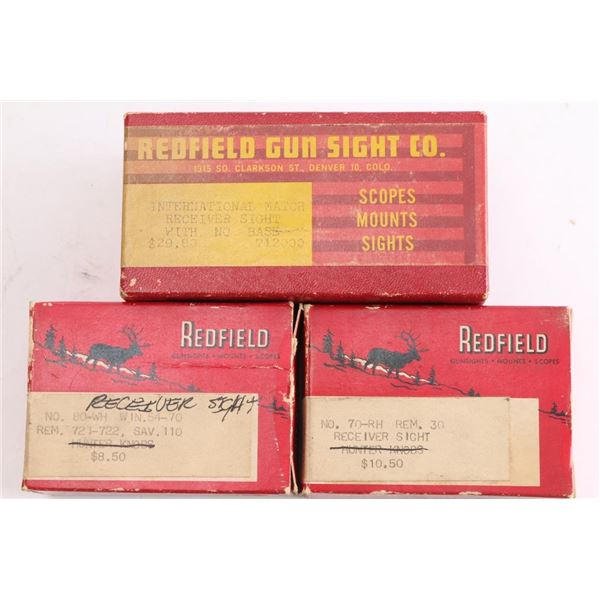 REDFIELD GUN SIGHT CO.
1315 SO. CLARKSON ST., DENVER 10, COLO.
INTERNATIONAL MATCH
RECEIVER SIGHT
WITH NO BASE
$29.80 712000
SCOPES
MOUNTS
SIGHTS
REDFIELD
GUNSIGHTS • MOUNTS • SCOPES
RECEIVER SIGHT
NO. 80-WH WIN.54-70
REM. 721-722, SAV.110
HUNTER KNOBS
$8.50
REDFIELD
GUNSIGHTS • MOUNTS • SCOPES
NO. 70-RH REM. 30
RECEIVER SIGHT
HUNTER KNOBS
$10.50